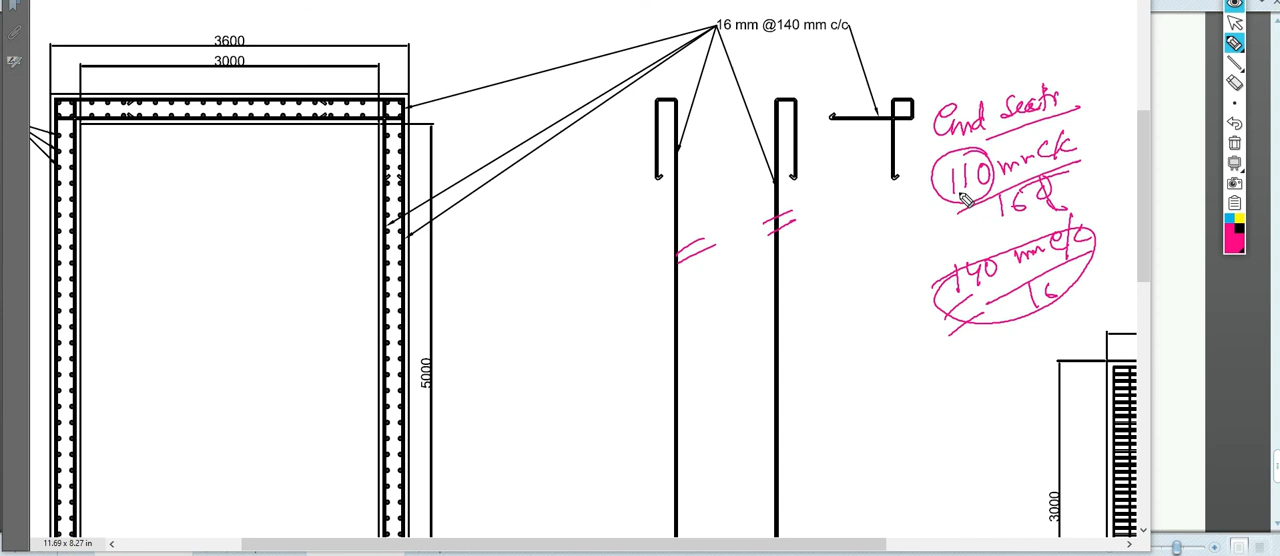 16 mm @140 mm c/c
3600
3000
5000
3000
End
110 mm c/c
16
140 mm c/c
16
11.69 x 8.27 in